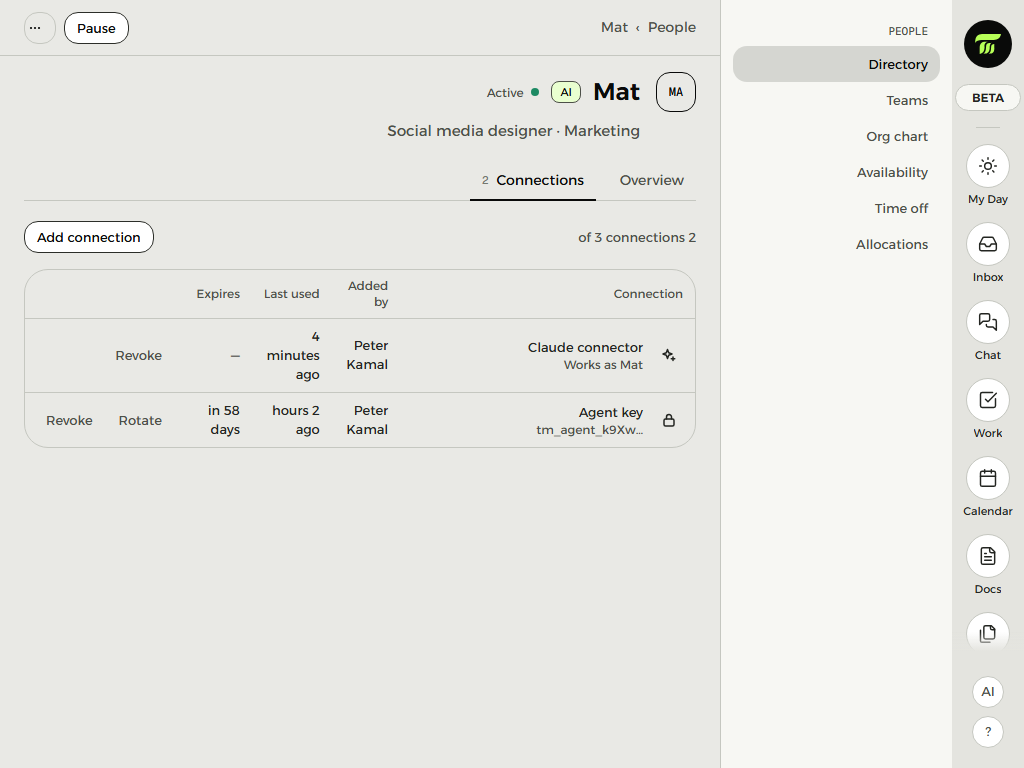 BETA
My Day
Inbox
Chat
Work
Calendar
Docs
AI
?
PEOPLE
Directory
Teams
Org chart
Availability
Time off
Allocations
People › Mat
Pause
...
MA
Mat
AI
Active
Social media designer · Marketing
Overview
Connections 2
of 3 connections 2
Add connection
Connection
Added by
Last used
Expires
Claude connector
Works as Mat
Peter Kamal
4 minutes ago
—
Revoke
Agent key
tm_agent_k9Xw…
Peter Kamal
hours 2 ago
in 58 days
Rotate
Revoke